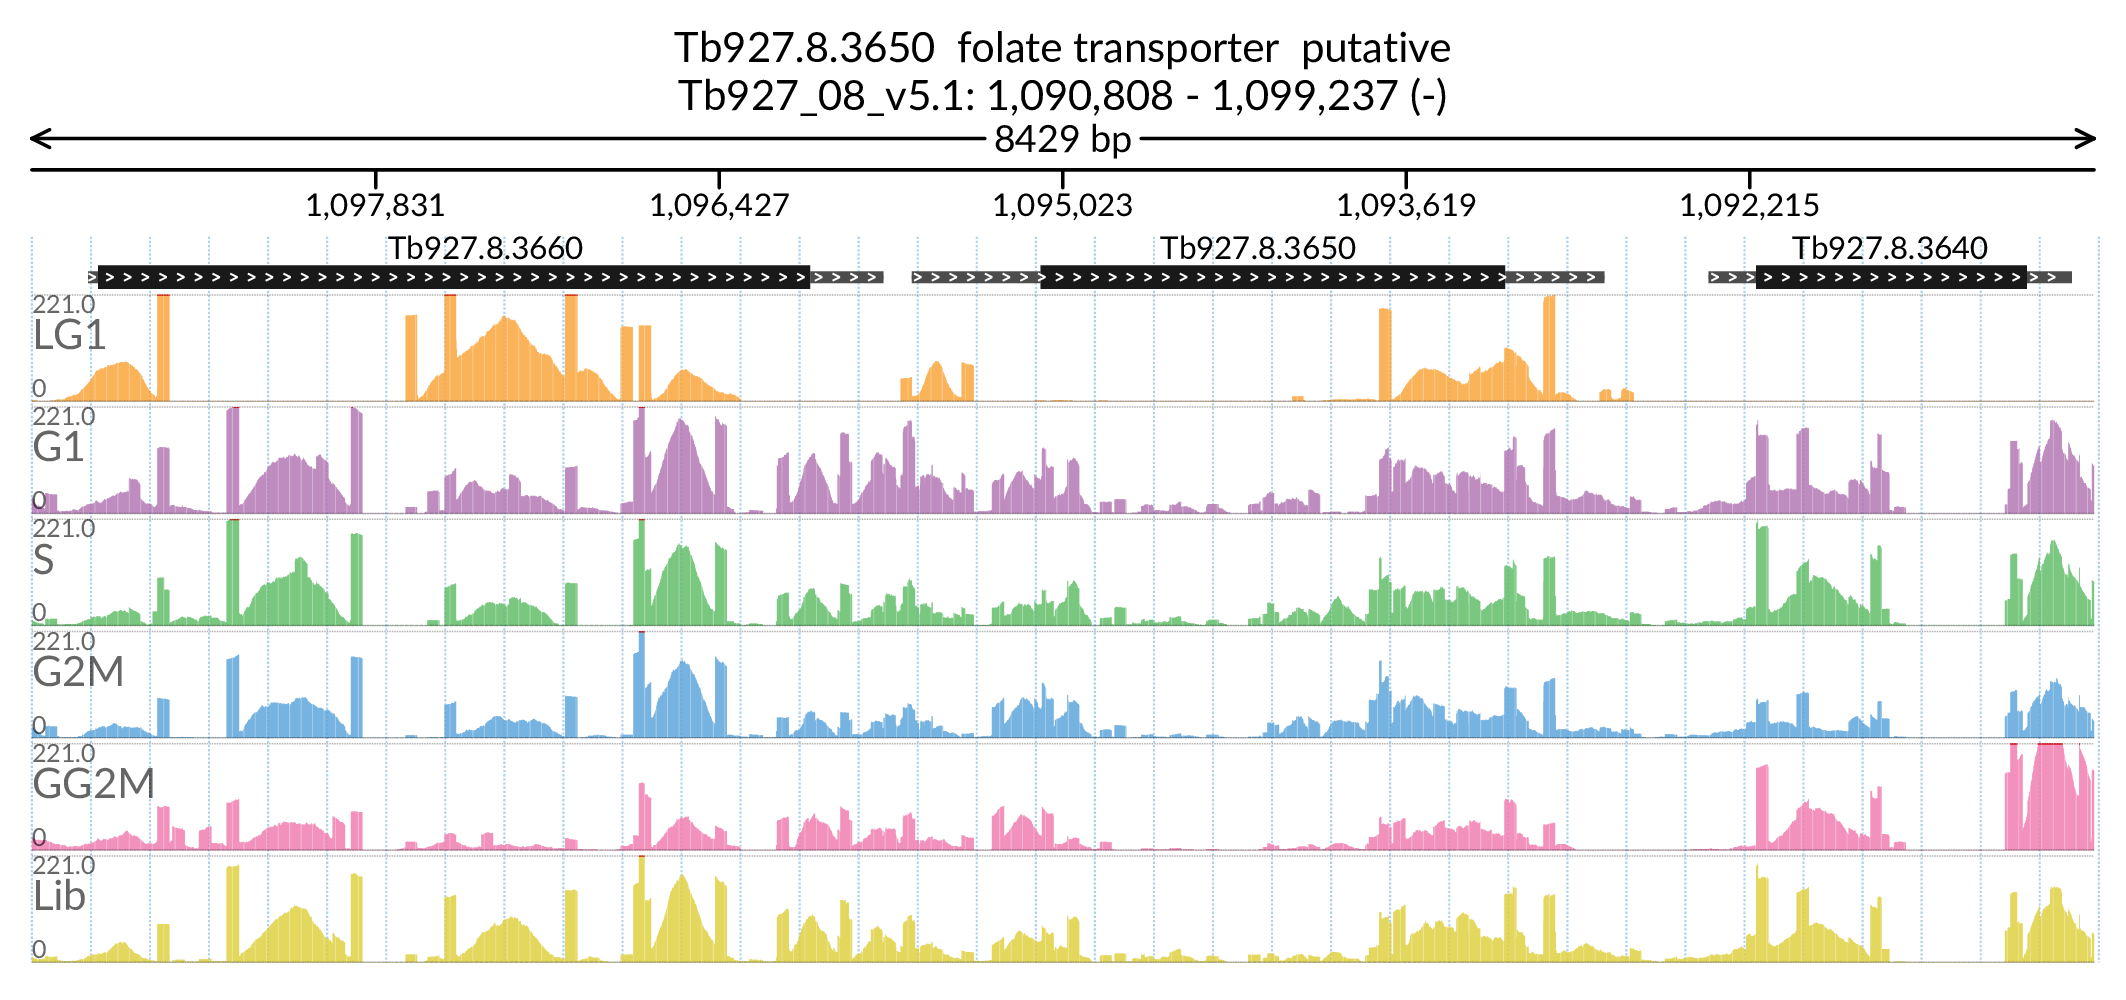 Tb927.8.3650  folate transporter  putative
Tb927_08_v5.1: 1,090,808 - 1,099,237 (-)
8429 bp
1,097,831 1,096,427 1,095,023 1,093,619 1,092,215
Tb927.8.3660 Tb927.8.3650 Tb927.8.3640
221.0
LG1
0
221.0
G1
0
221.0
S
0
221.0
G2M
0
221.0
GG2M
0
221.0
Lib
0